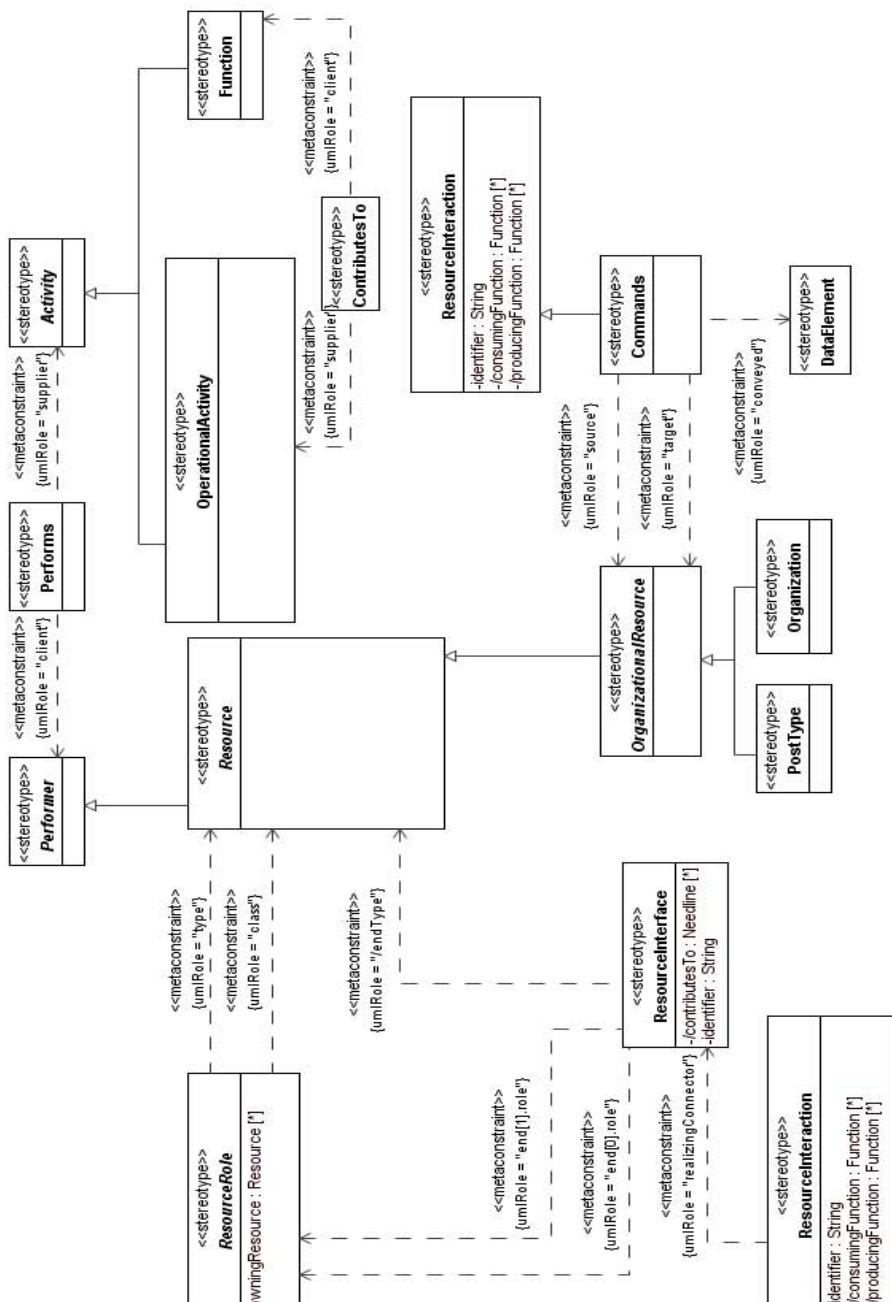 <<stereotype>>
Performer
<<metaconstraint>>
{umlRole = "client"}
<<stereotype>>
Performs
<<metaconstraint>>
{umlRole = "supplier"}
<<stereotype>>
Activity
<<stereotype>>
ResourceRole
wningResource : Resource [*]
<<metaconstraint>>
{umlRole = "type"}
<<metaconstraint>>
{umlRole = "class"}
<<stereotype>>
Resource
<<stereotype>>
OperationalActivity
<<stereotype>>
Function
<<metaconstraint>>
{umlRole = "supplier"}
<<stereotype>>
ContributesTo
<<metaconstraint>>
{umlRole = "client"}
<<metaconstraint>>
{umlRole = "/endType"}
<<metaconstraint>>
{umlRole = "end[1].role"}
<<metaconstraint>>
{umlRole = "end[0].role"}
<<stereotype>>
ResourceInterface
-/contributesTo : Needline [*]
-identifier : String
<<metaconstraint>>
{umlRole = "realizingConnector"}
<<stereotype>>
ResourceInteraction
identifier : String
/consumingFunction : Function [*]
/producingFunction : Function [*]
<<stereotype>>
ResourceInteraction
-identifier : String
-/consumingFunction : Function [*]
-/producingFunction : Function [*]
<<stereotype>>
OrganizationalResource
<<metaconstraint>>
{umlRole = "source"}
<<metaconstraint>>
{umlRole = "target"}
<<stereotype>>
Commands
<<metaconstraint>>
{umlRole = "conveyed"}
<<stereotype>>
PostType
<<stereotype>>
Organization
<<stereotype>>
DataElement